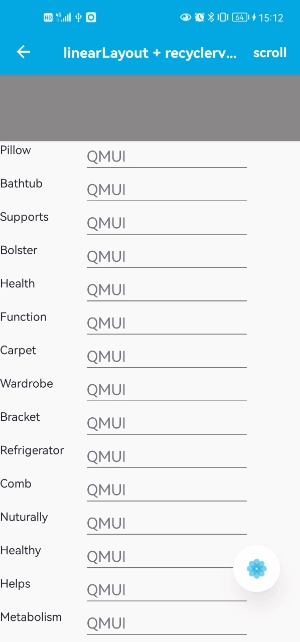 HD 64 15:12
linearLayout + recyclerv... scroll
Pillow QMUI
Bathtub QMUI
Supports QMUI
Bolster QMUI
Health QMUI
Function QMUI
Carpet QMUI
Wardrobe QMUI
Bracket QMUI
Refrigerator QMUI
Comb QMUI
Nuturally QMUI
Healthy QMUI
Helps QMUI
Metabolism QMUI